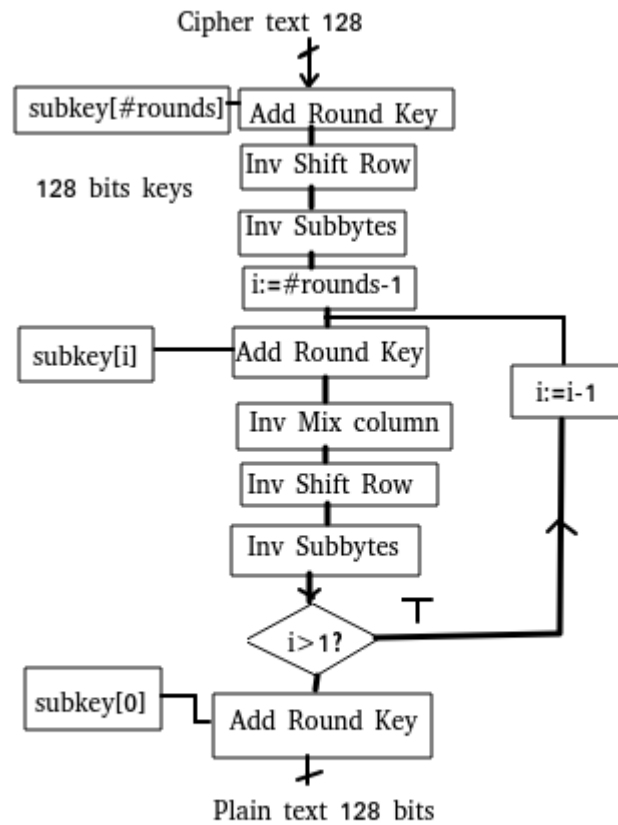 Cipher text 128
subkey[#rounds]
Add Round Key
Inv Shift Row
128 bits keys
Inv Subbytes
i:=#rounds-1
subkey[i]
Add Round Key
i:=i-1
Inv Mix column
Inv Shift Row
Inv Subbytes
T
i>1?
subkey[0]
Add Round Key
Plain text 128 bits